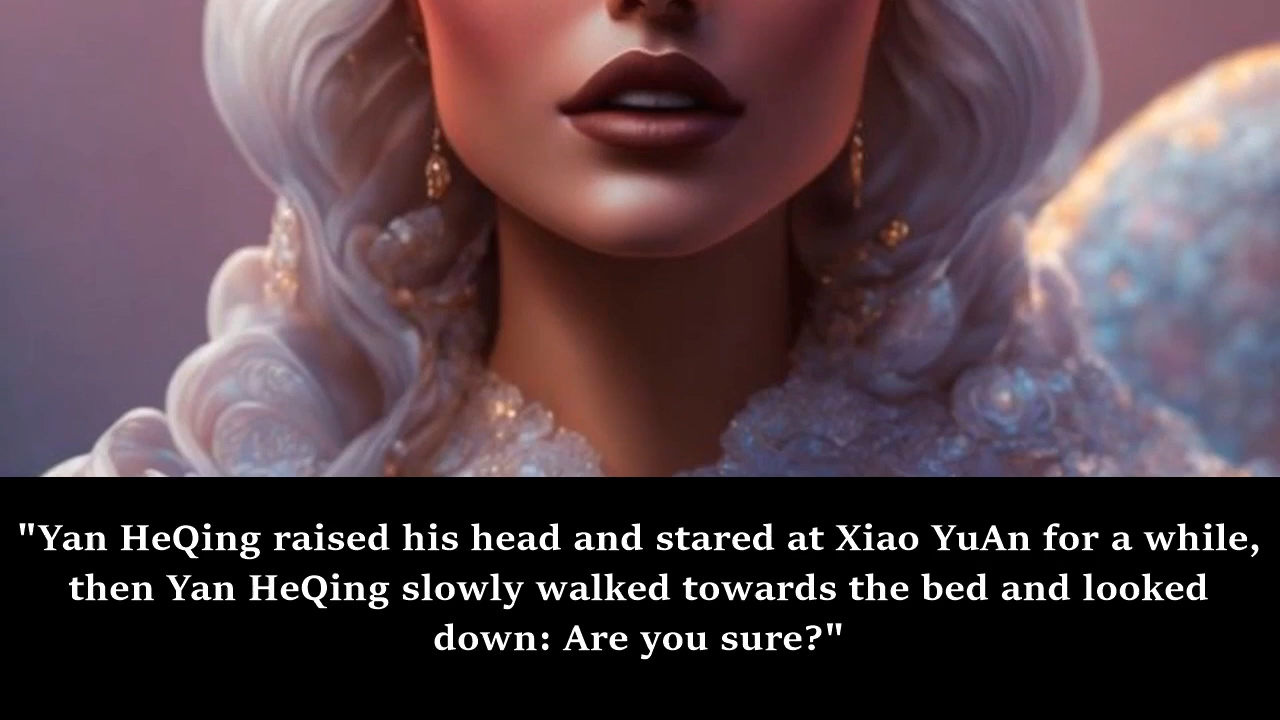 "Yan HeQing raised his head and stared at Xiao YuAn for a while,
then Yan HeQing slowly walked towards the bed and looked
down: Are you sure?"